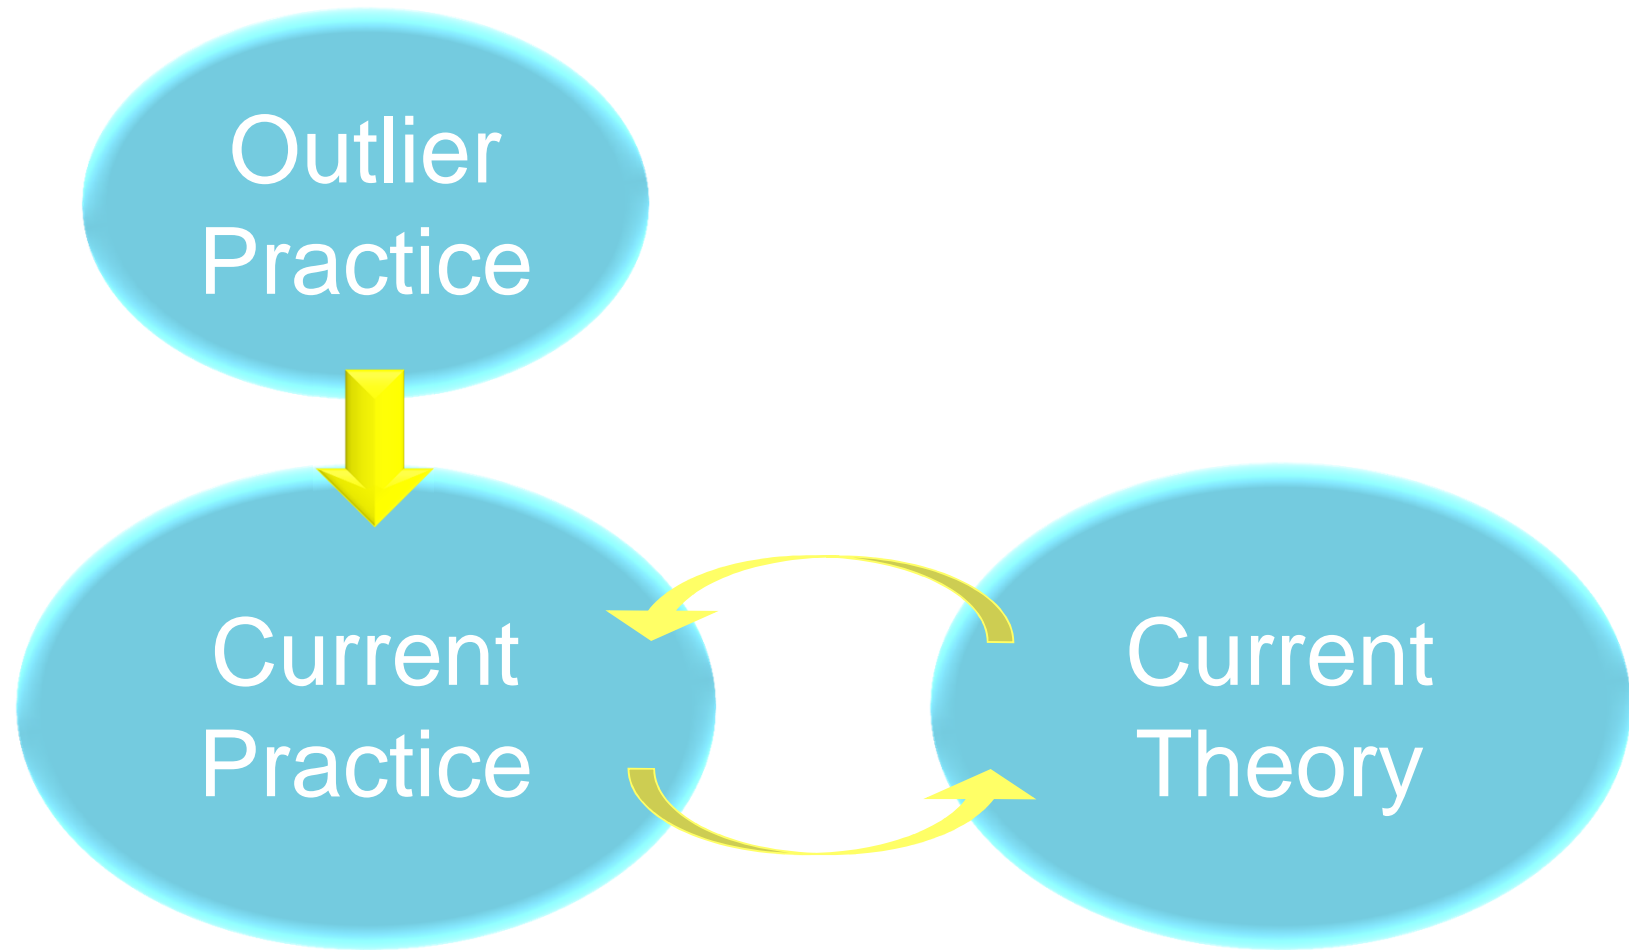 Outlier
Practice
Current
Practice
Current
Theory